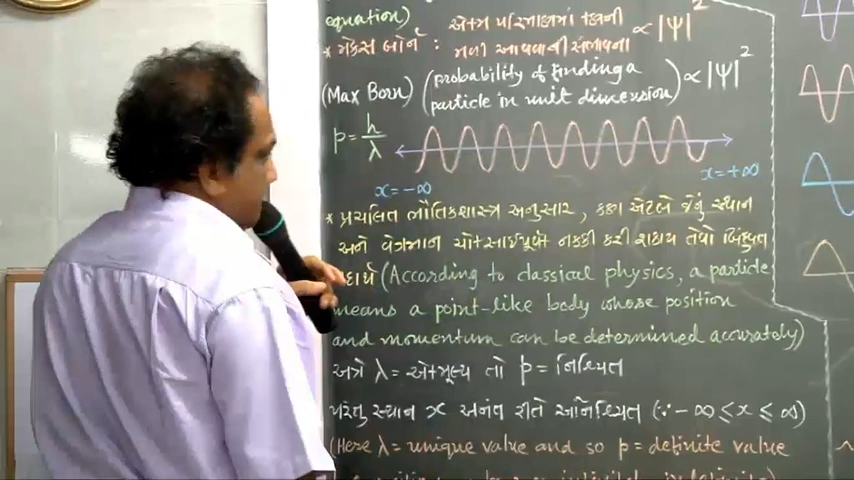 equation)
* મેક્સ બોર્ન : એકમ પરિમાણમાં કણની મળી આવવાની સંભાવના ∝ |Ψ|²
(Max Born) (probability of finding a particle in unit dimension) ∝ |Ψ|²
p = h/λ
x = -∞ x = +∞
* પ્રચલિત ભૌતિકશાસ્ત્ર અનુસાર, કણ એટલે જેનું સ્થાન
અને વેગમાન ચોક્સાઈપૂર્વક નક્કી કરી શકાય તેવો બિંદુવત
પદાર્થ (According to classical physics, a particle
means a point-like body whose position
and momentum can be determined accurately)
અત્રે λ = એકમૂલ્ય તો p = નિશ્ચિત
પરંતુ સ્થાન x અનંત રીતે અનિશ્ચિત (∵ -∞ ≤ x ≤ ∞)
(Here λ = unique value and so p = definite value